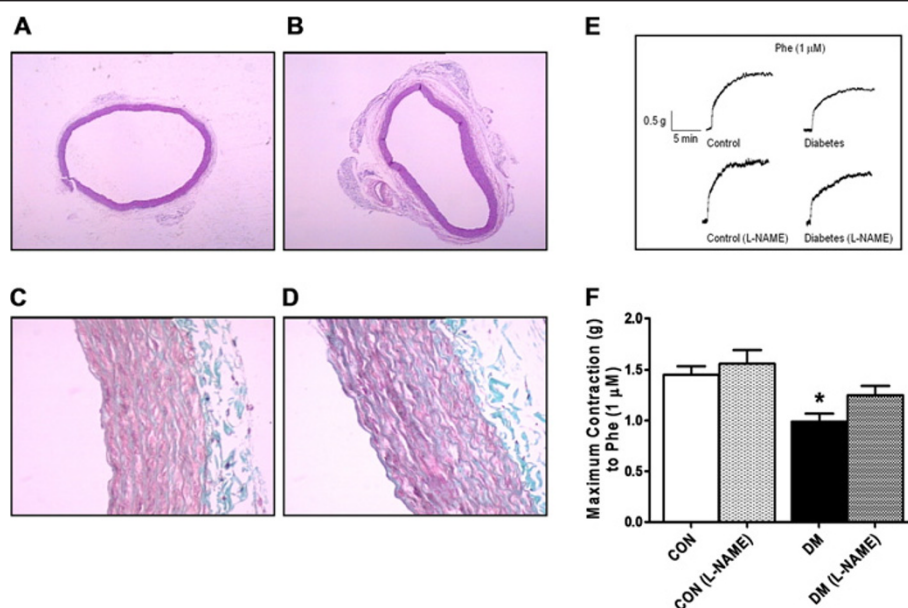 A
B
E
Phe (1 µM)
0.5 g
5 min
Control
Diabetes
Control (L-NAME)
Diabetes (L-NAME)
C
D
F
Maximum Contraction (g)
to Phe (1 µM)
2.0
1.5
1.0
0.5
0.0
*
CON
CON (L-NAME)
DM
DM (L-NAME)